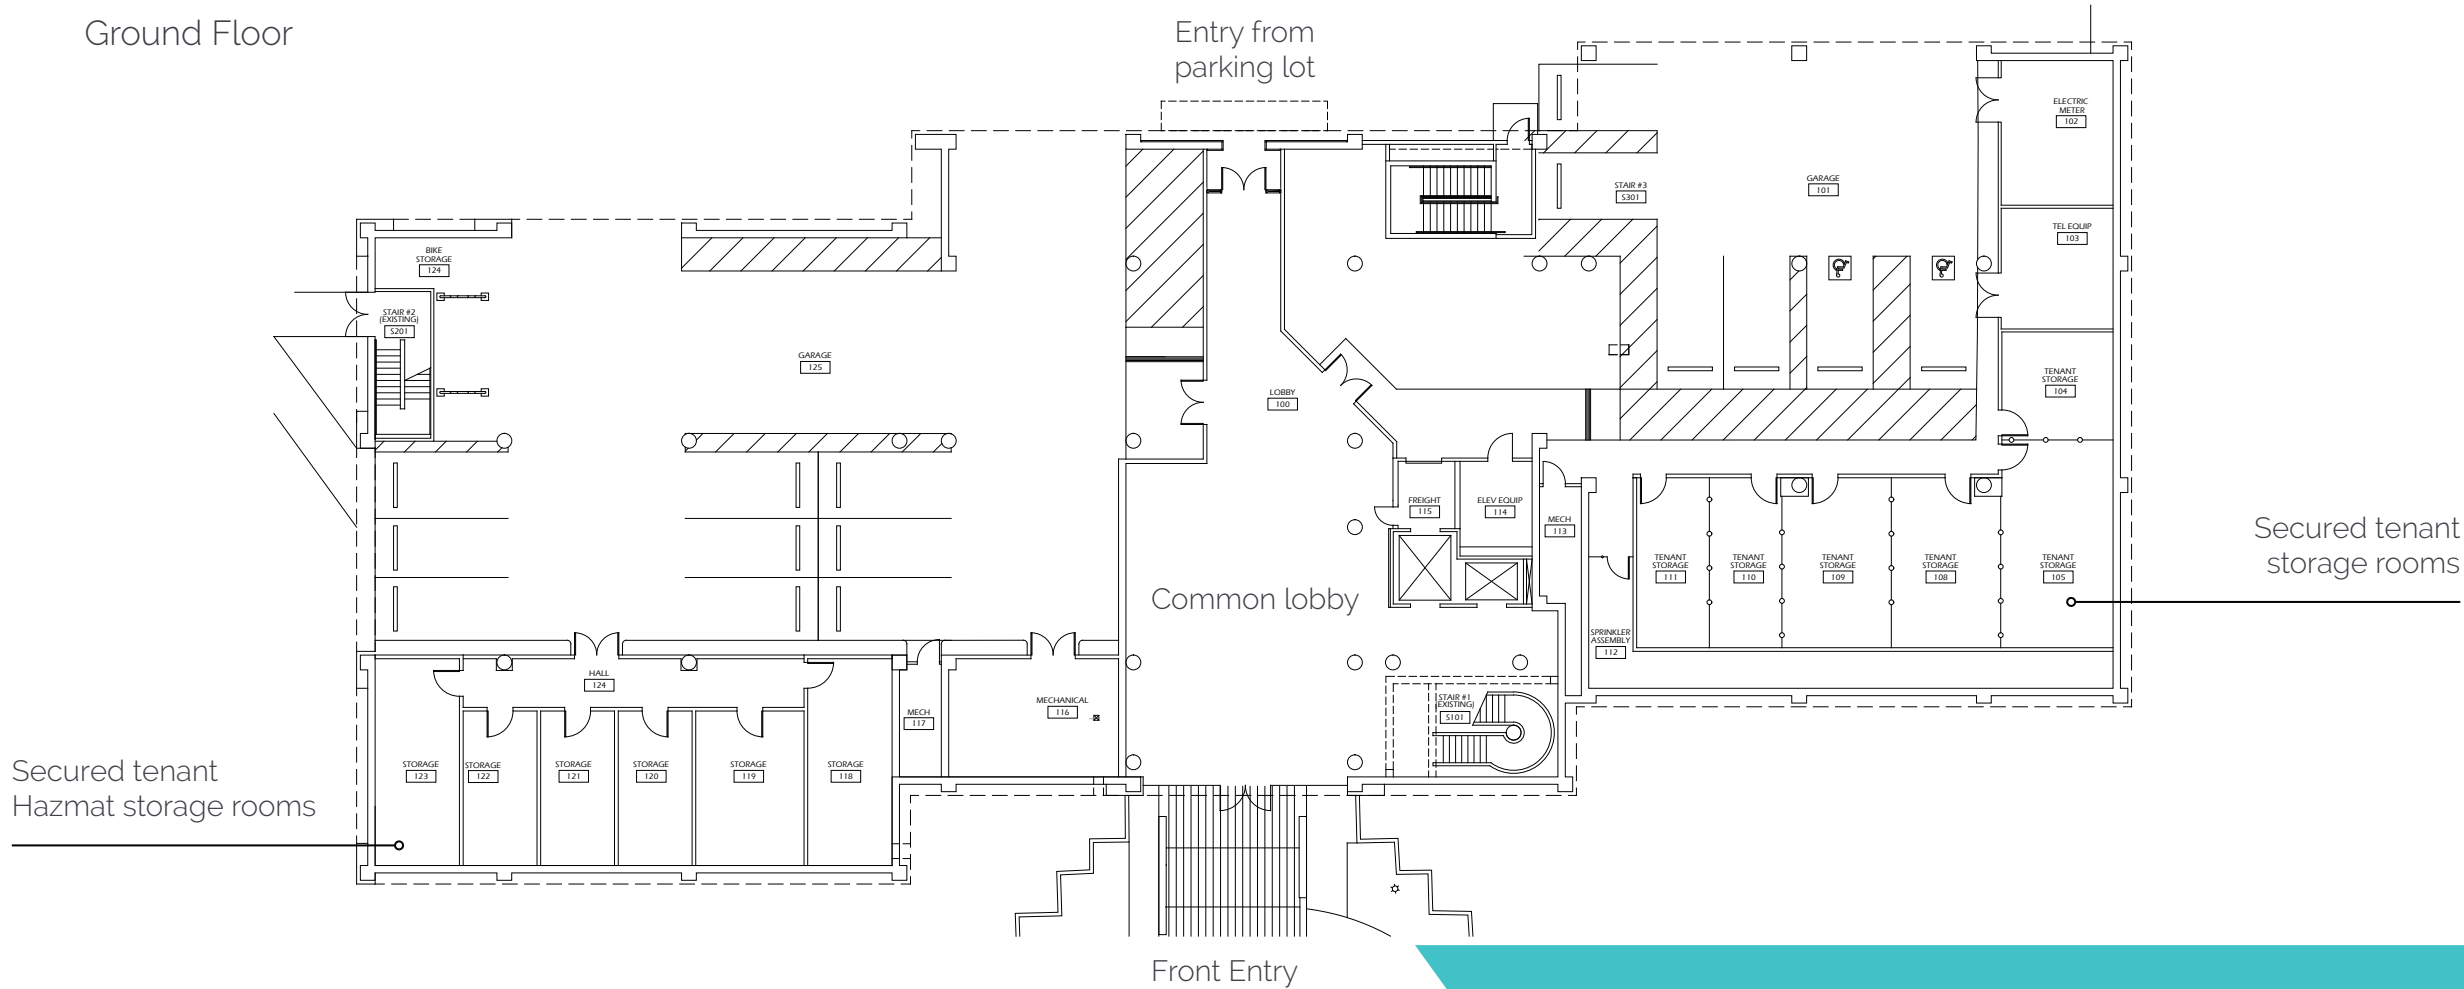 Ground Floor
Entry from
parking lot
ELECTRIC
METER
102
STAIR #3
S301
GARAGE
101
TEL EQUIP
103
BIKE
STORAGE
124
STAIR #2
(EXISTING)
S201
GARAGE
125
LOBBY
100
TENANT
STORAGE
104
FREIGHT
115
ELEV EQUIP
114
MECH
113
TENANT
STORAGE
111
TENANT
STORAGE
110
TENANT
STORAGE
109
TENANT
STORAGE
108
TENANT
STORAGE
105
Secured tenant
storage rooms
Common lobby
SPRINKLER
ASSEMBLY
112
HALL
124
MECH
117
MECHANICAL
116
STAIR #1
(EXISTING)
S101
STORAGE
123
STORAGE
122
STORAGE
121
STORAGE
120
STORAGE
119
STORAGE
118
Secured tenant
Hazmat storage rooms
Front Entry